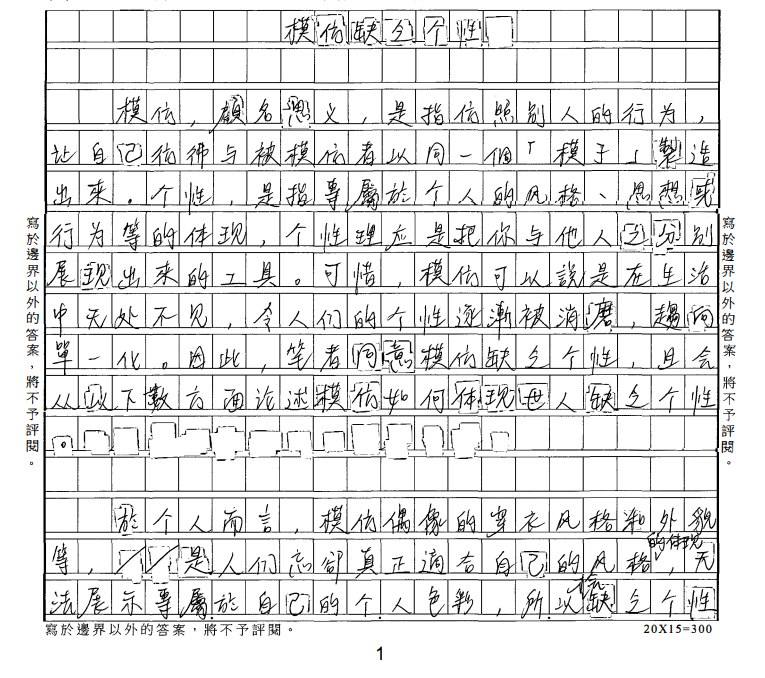 模仿缺乏个性
模仿,顧名思义,是指仿照別人的行为,
让自己彷彿与被模仿者以同一個「模子」製造
出來。个性,是指專屬於个人的风格、思想或
行为等的体现,个性理应是把你与他人之分别
展现出來的工具。可惜,模仿可以説是在生活
中无处不见,令人们的个性逐漸被消磨,趨向
單一化。因此,笔者同意模仿缺乏个性,且会
从以下數方面论述模仿如何体现世人缺乏个性
。
於个人而言,模仿偶像的穿衣风格和外貌
等,是人们忘卻真正適合自己的风格的体现,无
法展示專屬於自己的个人色彩,所以缺乏个性
寫於邊界以外的答案,將不予評閱。
寫於邊界以外的答案,將不予評閱。
寫於邊界以外的答案,將不予評閱。
20X15=300
1